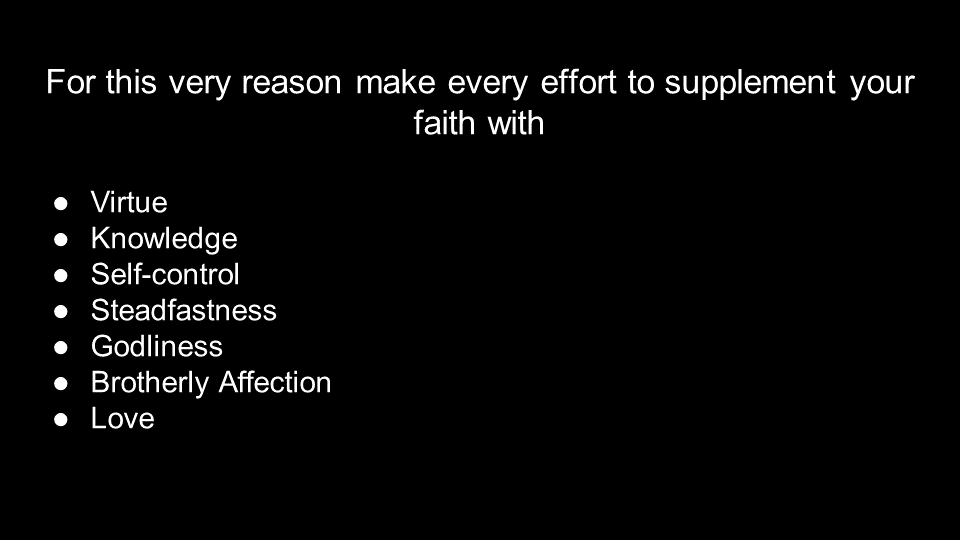 For this very reason make every effort to supplement your
faith with
● Virtue
● Knowledge
● Self-control
● Steadfastness
● Godliness
● Brotherly Affection
● Love